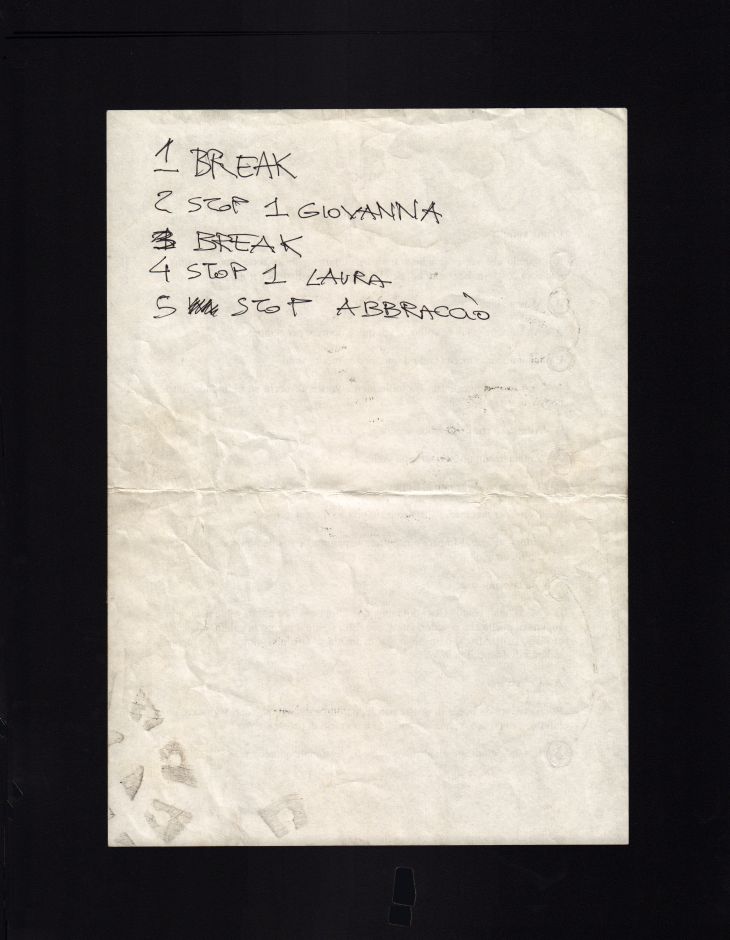 1 BREAK
2 STOP 1 GIOVANNA
3 BREAK
4 STOP 1 LAURA
5 STOP ABBRACCIO